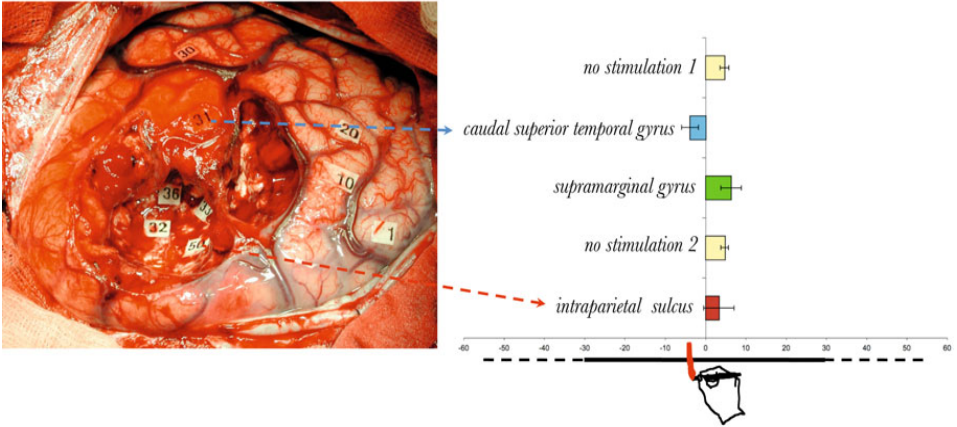 30
31
20
10
36
32
50
1
no stimulation 1
caudal superior temporal gyrus
supramarginal gyrus
no stimulation 2
intraparietal sulcus
-60 -50 -40 -30 -20 -10 0 10 20 30 40 50 60